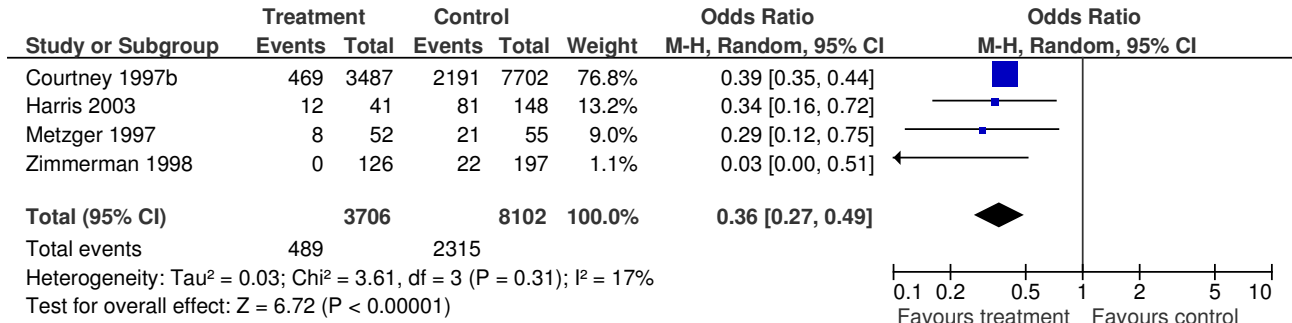 Treatment Control Odds Ratio Odds Ratio
Study or Subgroup Events Total Events Total Weight M-H, Random, 95% CI M-H, Random, 95% CI
Courtney 1997b 469 3487 2191 7702 76.8% 0.39 [0.35, 0.44]
Harris 2003 12 41 81 148 13.2% 0.34 [0.16, 0.72]
Metzger 1997 8 52 21 55 9.0% 0.29 [0.12, 0.75]
Zimmerman 1998 0 126 22 197 1.1% 0.03 [0.00, 0.51]
Total (95% CI) 3706 8102 100.0% 0.36 [0.27, 0.49]
Total events 489 2315
Heterogeneity: Tau² = 0.03; Chi² = 3.61, df = 3 (P = 0.31); I² = 17%
Test for overall effect: Z = 6.72 (P < 0.00001)
0.1 0.2 0.5 1 2 5 10
Favours treatment Favours control